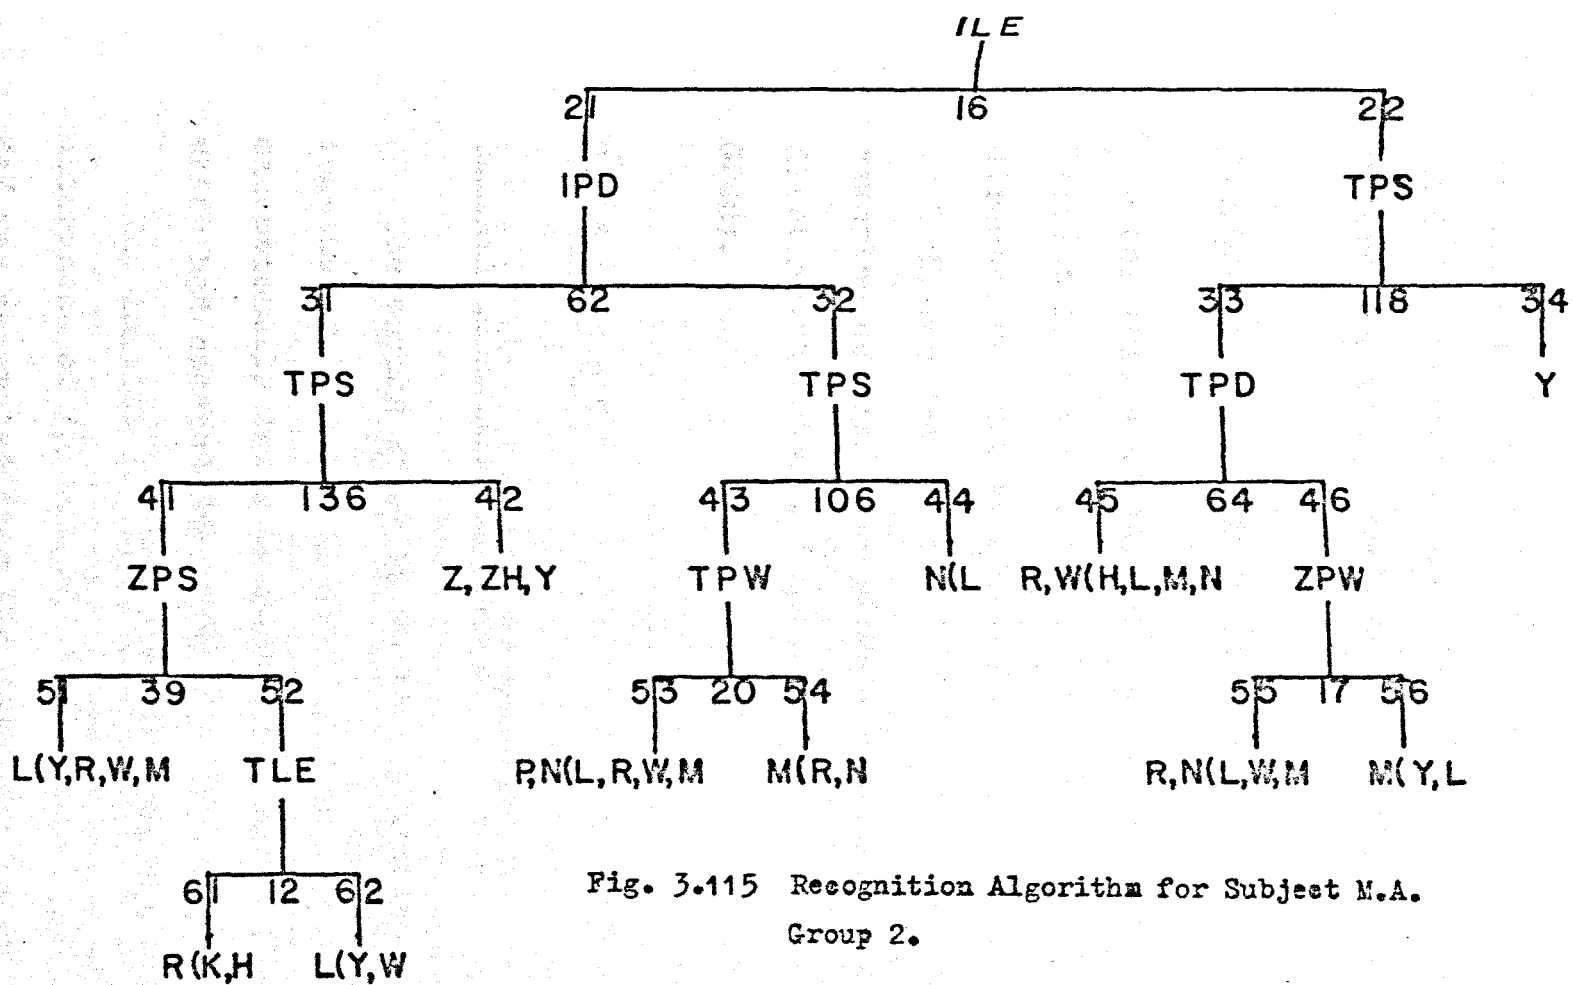 ILE
21 16 22
IPD TPS
31 62 32 33 118 34
TPS TPS TPD Y
41 136 42 43 106 44 45 64 46
ZPS Z, ZH, Y TPW N(L R, W(H, L, M, N ZPW
51 39 52 53 20 54 55 17 56
L(Y, R, W, M TLE P, N(L, R, W, M M(R, N R, N(L, W, M M(Y, L
61 12 62
R(K, H L(Y, W
Fig. 3.115 Recognition Algorithm for Subject M.A.
Group 2.